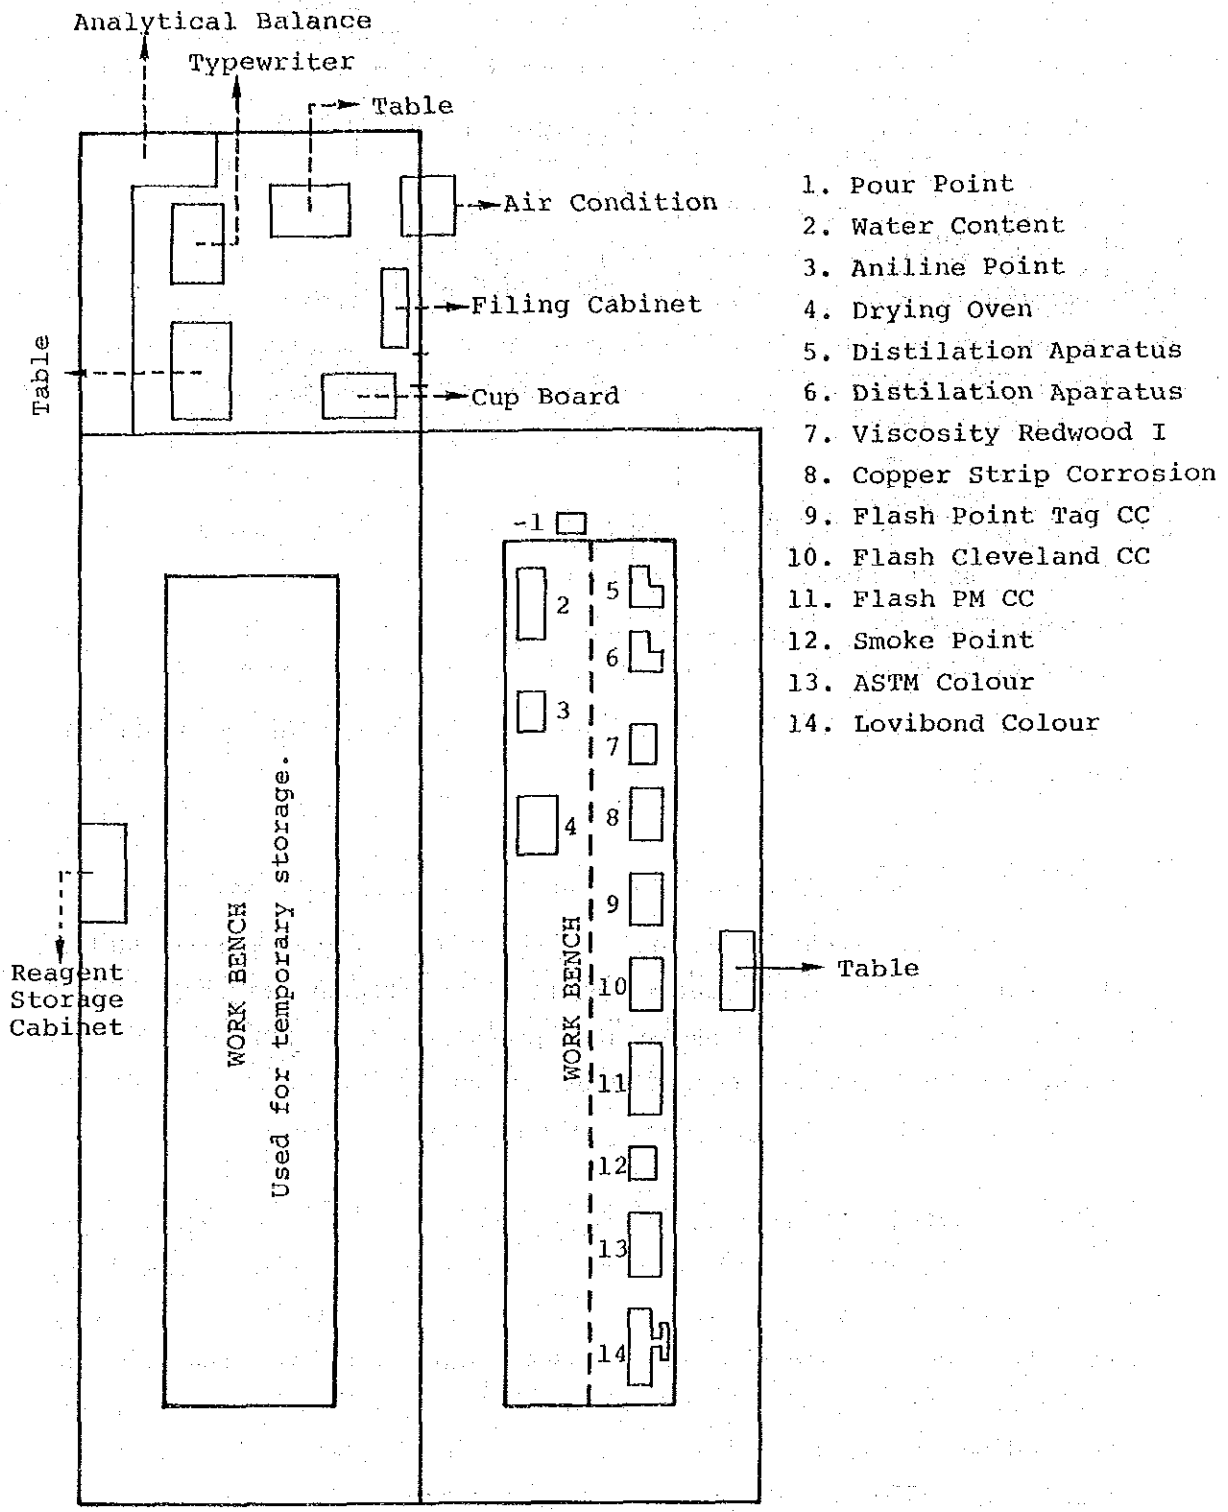 Analytical Balance
Typewriter
Table
Air Condition
Filing Cabinet
Table
Cup Board
1. Pour Point
2. Water Content
3. Aniline Point
4. Drying Oven
5. Distilation Aparatus
6. Distilation Aparatus
7. Viscosity Redwood I
8. Copper Strip Corrosion
9. Flash Point Tag CC
10. Flash Cleveland CC
11. Flash PM CC
12. Smoke Point
13. ASTM Colour
14. Lovibond Colour
Reagent
Storage
Cabinet
WORK BENCH
Used for temporary storage.
-1
2
3
4
WORK BENCH
5
6
7
8
9
10
11
12
13
14
Table